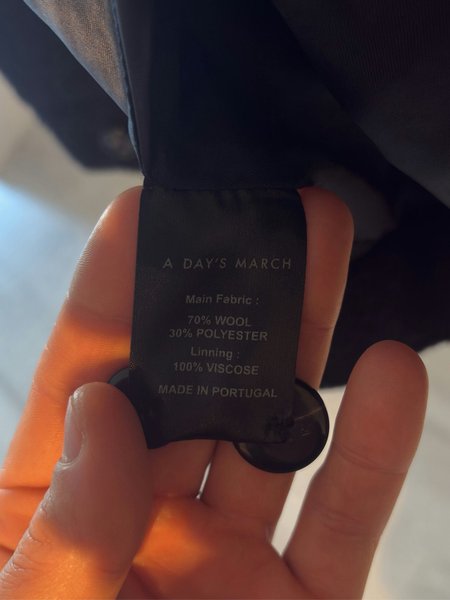 A DAY'S MARCH
Main Fabric :
70% WOOL
30% POLYESTER
Linning :
100% VISCOSE
MADE IN PORTUGAL